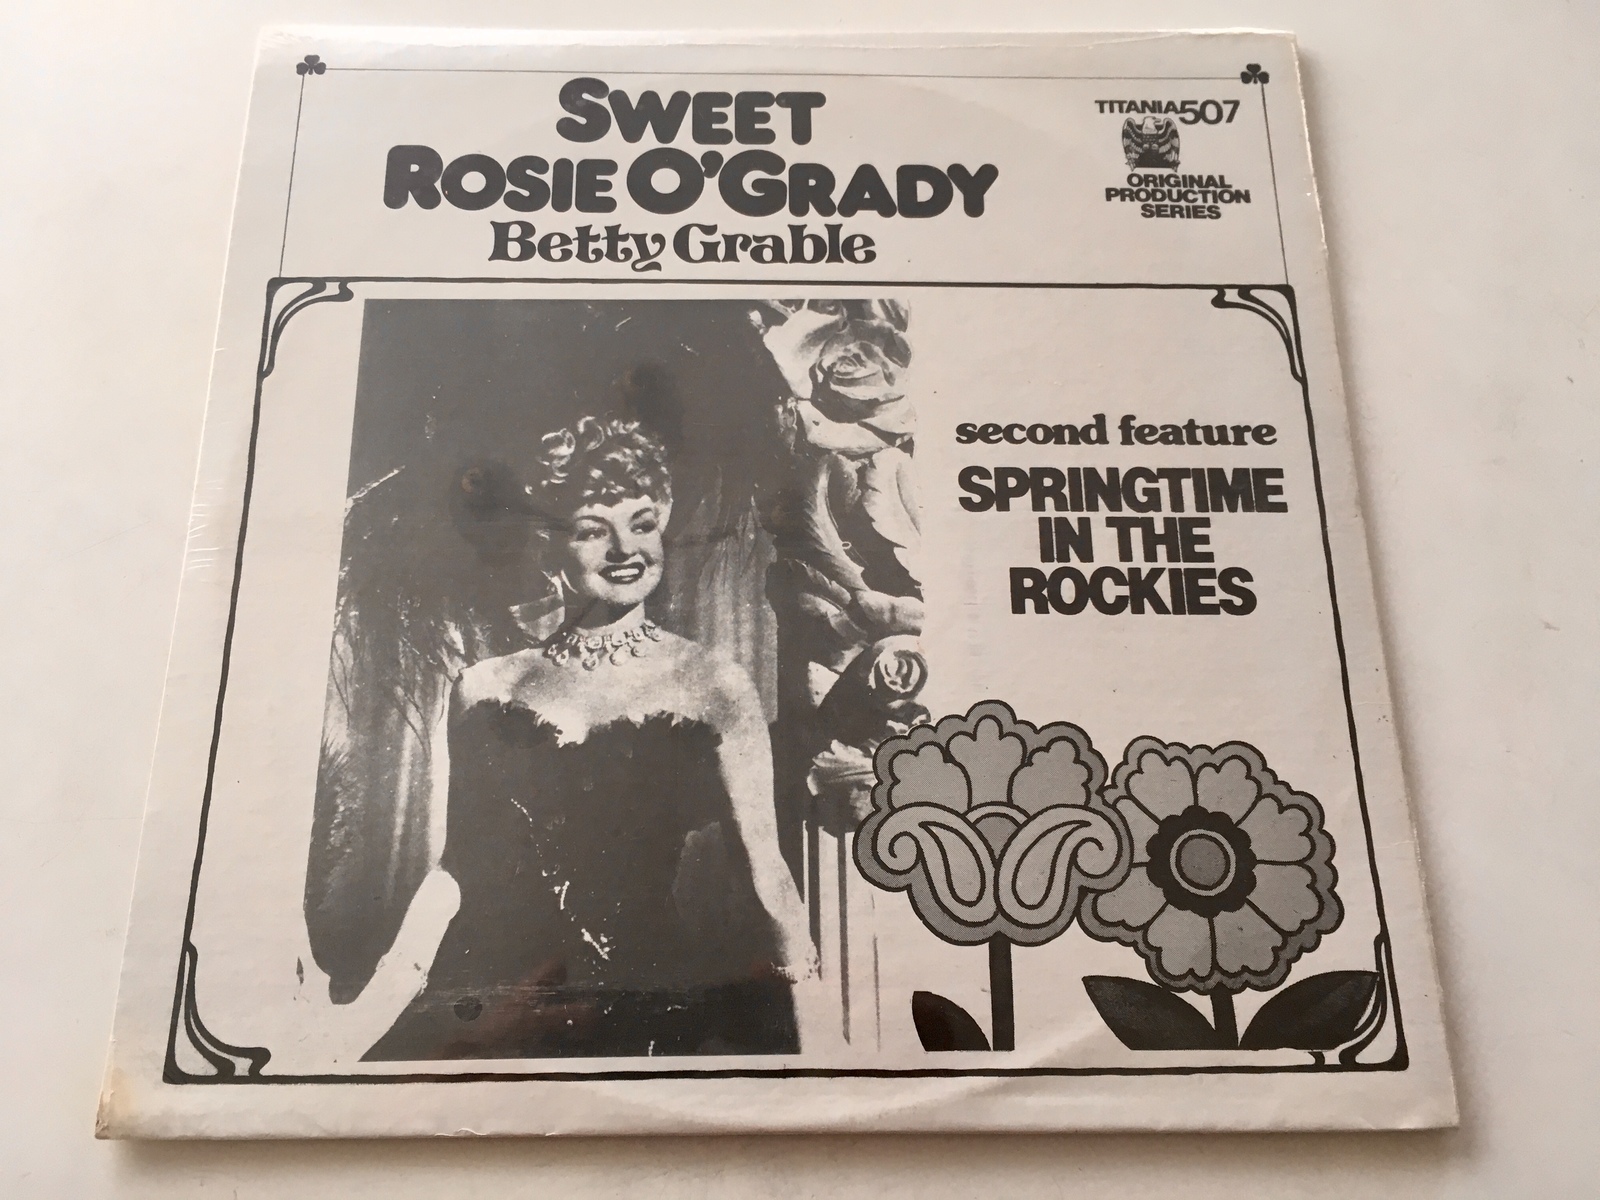 SWEET
ROSIE O'GRADY
Betty Grable
TITANIA 507
ORIGINAL
PRODUCTION
SERIES
second feature
SPRINGTIME
IN THE
ROCKIES